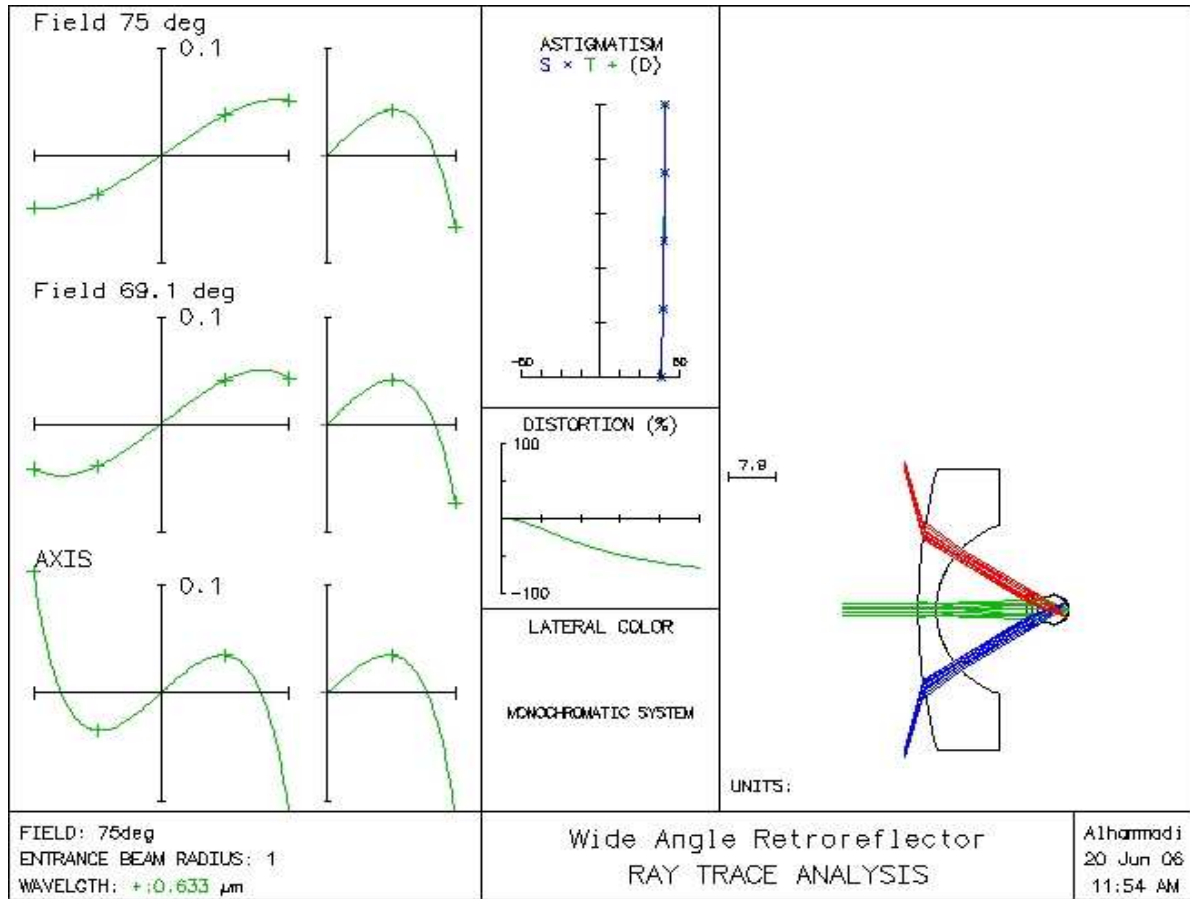 Field 75 deg
0.1
Field 69.1 deg
0.1
AXIS
0.1
ASTIGMATISM
S × T + (D)
-50 50
DISTORTION (%)
100
-100
LATERAL COLOR
MONOCHROMATIC SYSTEM
7.9
UNITS:
FIELD: 75deg
ENTRANCE BEAM RADIUS: 1
WAVELGTH: +:0.633 µm
Wide Angle Retroreflector
RAY TRACE ANALYSIS
Alhammadi
20 Jun 06
11:54 AM